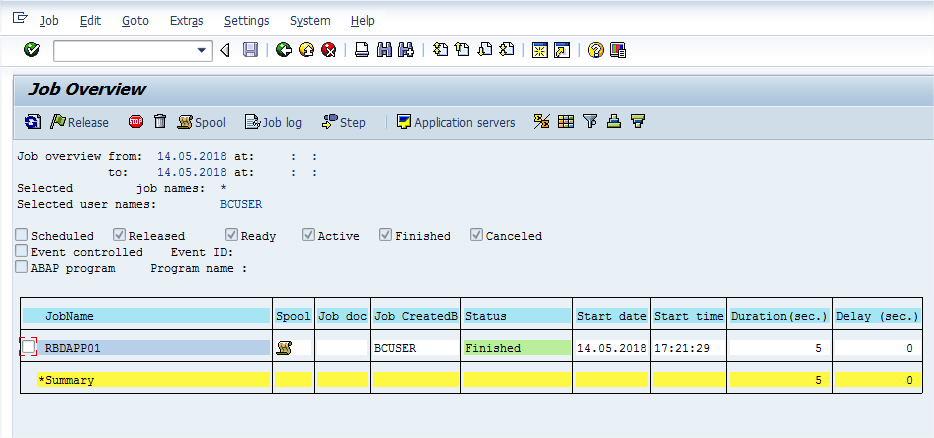 Job Edit Goto Extras Settings System Help
Job Overview
Release STOP Spool Job log Step Application servers
Job overview from: 14.05.2018 at: : :
to: 14.05.2018 at: : :
Selected job names: *
Selected user names: BCUSER
Scheduled Released Ready Active Finished Canceled
Event controlled Event ID:
ABAP program Program name :
JobName Spool Job doc Job CreatedB Status Start date Start time Duration(sec.) Delay (sec.)
RBDAPP01 BCUSER Finished 14.05.2018 17:21:29 5 0
*Summary 5 0